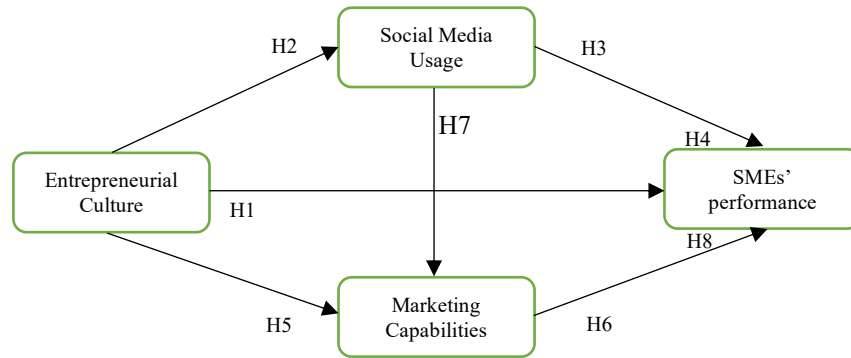 Social Media
Usage
H2
H3
H7
H4
Entrepreneurial
Culture
SMEs’
performance
H1
H8
Marketing
Capabilities
H5
H6